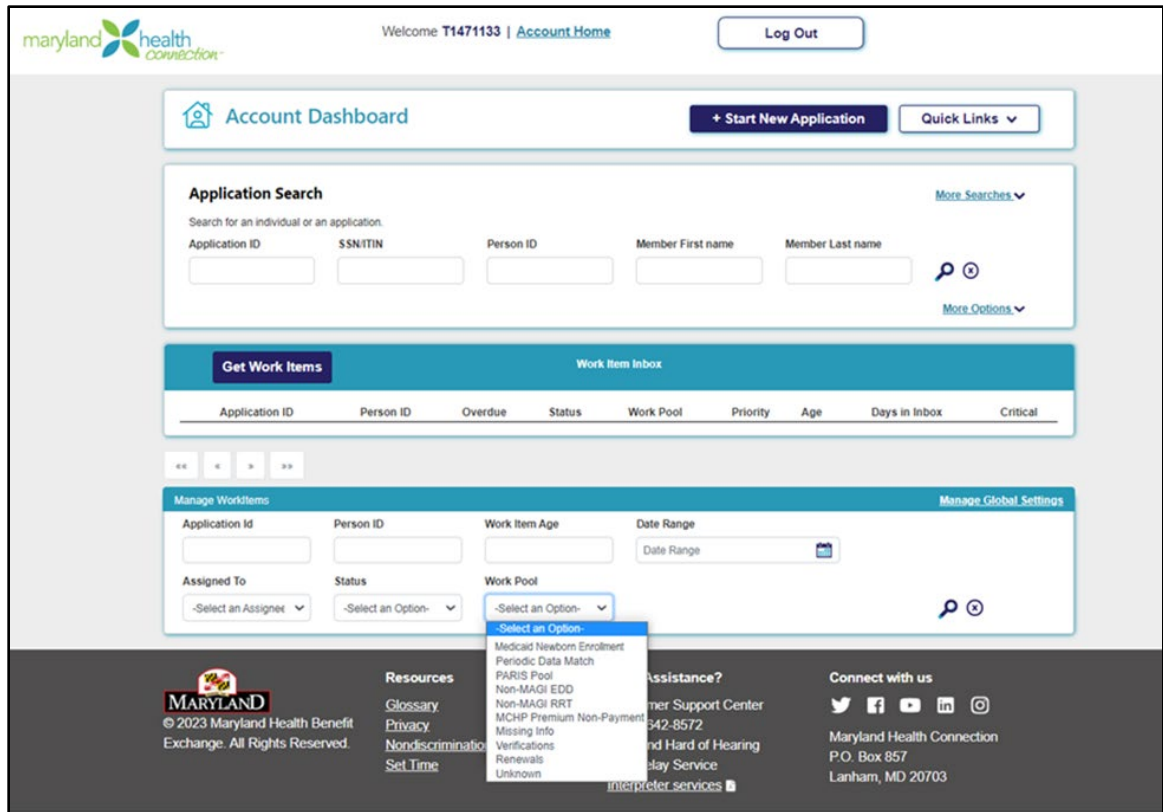 maryland health connection
Welcome T1471133 | Account Home
Log Out
Account Dashboard
+ Start New Application
Quick Links
Application Search
More Searches
Search for an individual or an application.
Application ID SSN/ITIN Person ID Member First name Member Last name
More Options
Get Work Items
Work Item Inbox
Application ID Person ID Overdue Status Work Pool Priority Age Days in Inbox Critical
«« « » »»
Manage WorkItems
Manage Global Settings
Application Id Person ID Work Item Age Date Range
Date Range
Assigned To Status Work Pool
-Select an Assignee -Select an Option- -Select an Option-
-Select an Option-
Medicaid Newborn Enrollment
Periodic Data Match
PARIS Pool
Non-MAGI EDD
Non-MAGI RRT
MCHP Premium Non-Payment
Missing Info
Verifications
Renewals
Unknown
MARYLAND
© 2023 Maryland Health Benefit
Exchange. All Rights Reserved.
Resources
Glossary
Privacy
Nondiscrimination
Set Time
Assistance?
mer Support Center
642-8572
nd Hard of Hearing
elay Service
interpreter services
Connect with us
Maryland Health Connection
P.O. Box 857
Lanham, MD 20703